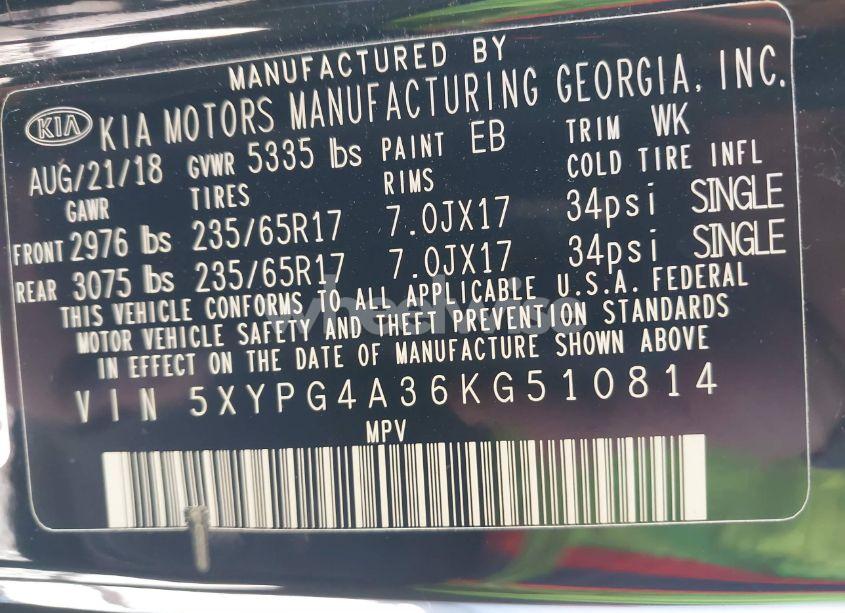 MANUFACTURED BY
KIA KIA MOTORS MANUFACTURING GEORGIA, INC.
AUG/21/18 GVWR 5335 lbs PAINT EB TRIM WK
GAWR TIRES RIMS COLD TIRE INFL
FRONT 2976 lbs 235/65R17 7.0JX17 34psi SINGLE
REAR 3075 lbs 235/65R17 7.0JX17 34psi SINGLE
THIS VEHICLE CONFORMS TO ALL APPLICABLE U.S.A. FEDERAL
MOTOR VEHICLE SAFETY AND THEFT PREVENTION STANDARDS
IN EFFECT ON THE DATE OF MANUFACTURE SHOWN ABOVE
VIN 5XYPG4A36KG510814
MPV